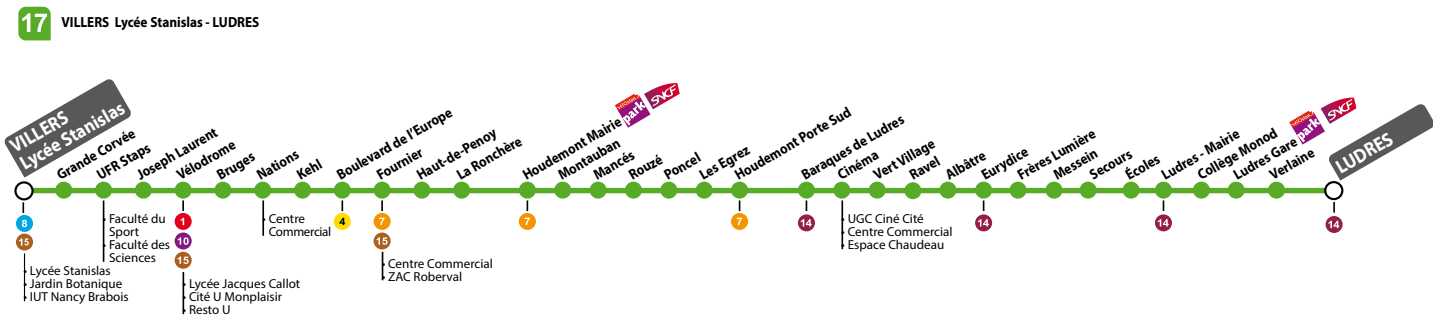 17 VILLERS Lycée Stanislas - LUDRES
VILLERS
Lycée Stanislas
Grande Corvée
UFR Staps
Joseph Laurent
Vélodrome
Bruges
Nations
Kehl
Boulevard de l'Europe
Fournier
Haut-de-Penoy
La Ronchère
Houdemont Mairie
park
SNCF
Montauban
Mancés
Rouzé
Poncel
Les Egrez
Houdemont Porte Sud
Baraques de Ludres
Cinéma
Vert Village
Ravel
Albâtre
Eurydice
Frères Lumière
Messein
Secours
Écoles
Ludres - Mairie
Collège Monod
Ludres Gare
park
SNCF
Verlaine
LUDRES
8
15
Lycée Stanislas
Jardin Botanique
IUT Nancy Brabois
Faculté du
Sport
Faculté des
Sciences
1
10
15
Lycée Jacques Callot
Cité U Monplaisir
Resto U
Centre
Commercial
4
7
15
Centre Commercial
ZAC Roberval
7
7
14
UGC Ciné Cité
Centre Commercial
Espace Chaudeau
14
14
14